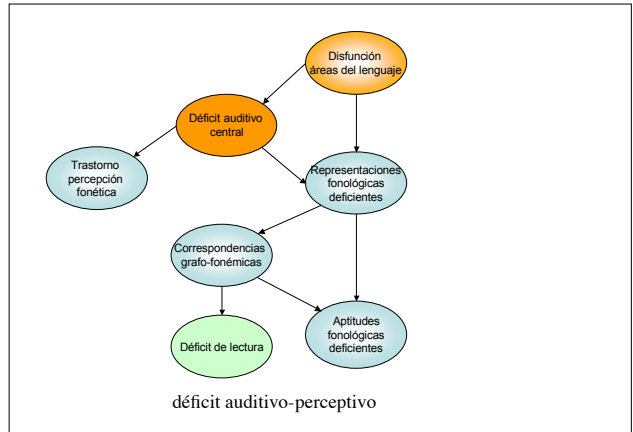 Disfunción
áreas del lenguaje
Déficit auditivo
central
Trastorno
percepción
fonética
Representaciones
fonológicas
deficientes
Correspondencias
grafo-fonémicas
Aptitudes
fonológicas
deficientes
Déficit de lectura
déficit auditivo-perceptivo